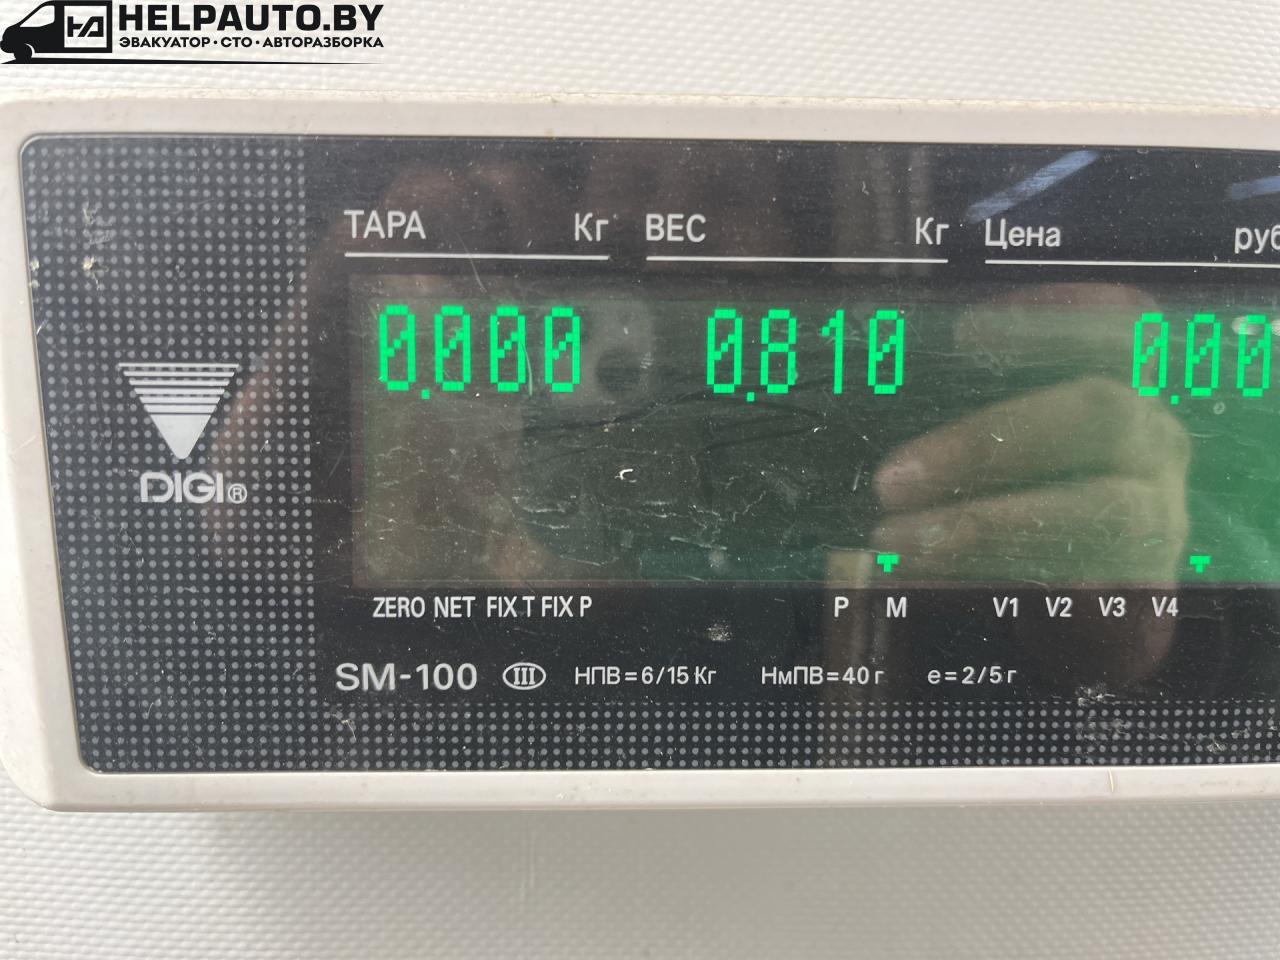 HELPAUTO.BY
ЭВАКУАТОР·СТО·АВТОРАЗБОРКА
ТАРА Кг ВЕС Кг Цена руб
0.000 0.810 0.00
DIGI®
ZERO NET FIX T FIX P P M V1 V2 V3 V4
SM-100 III НПВ=6/15 Кг НмПВ=40 г e=2/5 г